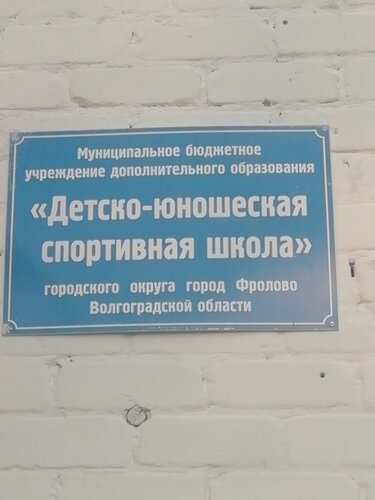 Муниципальное бюджетное
учреждение дополнительного образования
«Детско-юношеская
спортивная школа»
городского округа город Фролово
Волгоградской области